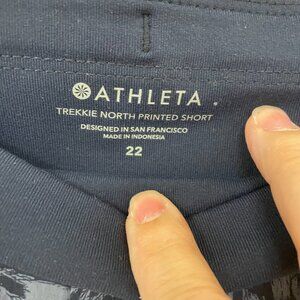 ATHLETA
TREKKIE NORTH PRINTED SHORT
DESIGNED IN SAN FRANCISCO
MADE IN INDONESIA
22